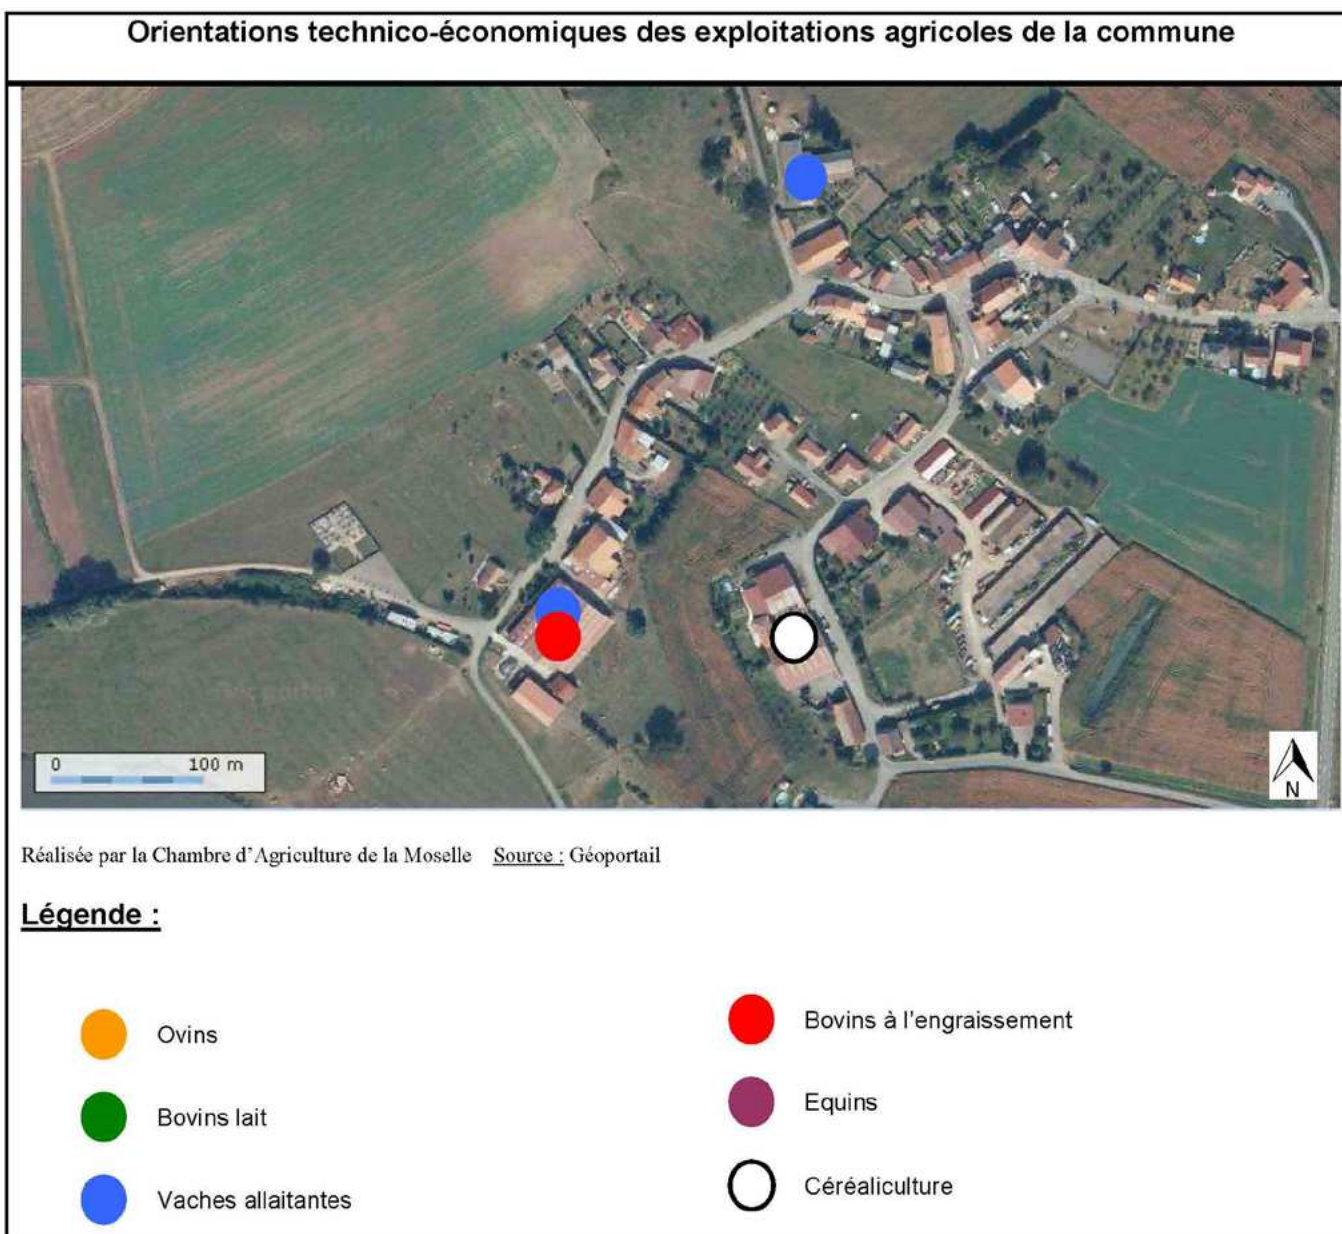 Orientations technico-économiques des exploitations agricoles de la commune
0 100 m
N
Réalisée par la Chambre d'Agriculture de la Moselle Source : Géoportail
Légende :
Ovins
Bovins lait
Vaches allaitantes
Bovins à l'engraissement
Equins
Céréaliculture